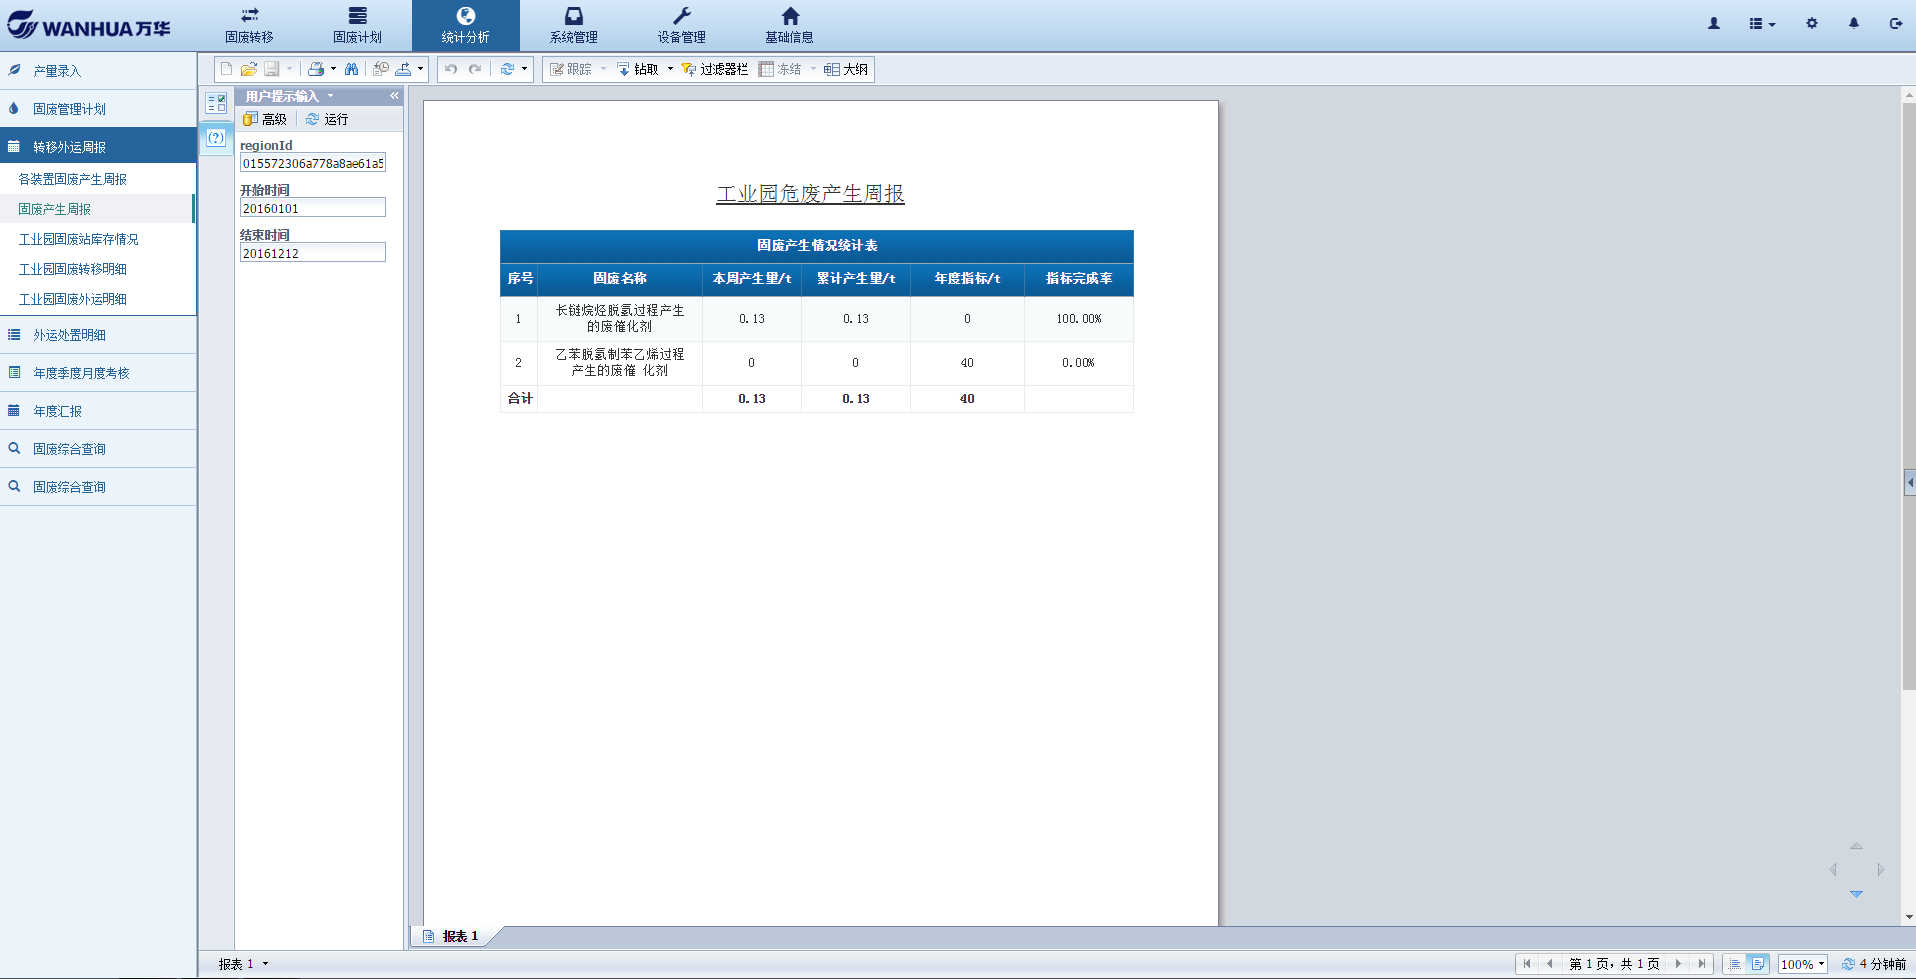 WANHUA万华
固废转移
固废计划
统计分析
系统管理
设备管理
基础信息
产量录入
固废管理计划
转移外运周报
各装置固废产生周报
固废产生周报
工业园固废站库存情况
工业园固废转移明细
工业园固废外运明细
外运处置明细
年度季度月度考核
年度汇报
固废综合查询
固废综合查询
跟踪 钻取 过滤器栏 冻结 大纲
用户提示输入
高级 运行
regionId
015572306a778a8ae61a5
开始时间
20160101
结束时间
20161212
工业园危废产生周报
固废产生情况统计表
序号 固废名称 本周产生量/t 累计产生量/t 年度指标/t 指标完成率
1 长链烷烃脱氢过程产生的废催化剂 0.13 0.13 0 100.00%
2 乙苯脱氢制苯乙烯过程产生的废催 化剂 0 0 40 0.00%
合计 0.13 0.13 40
报表 1
报表 1
第 1 页，共 1 页
100%
4 分钟前